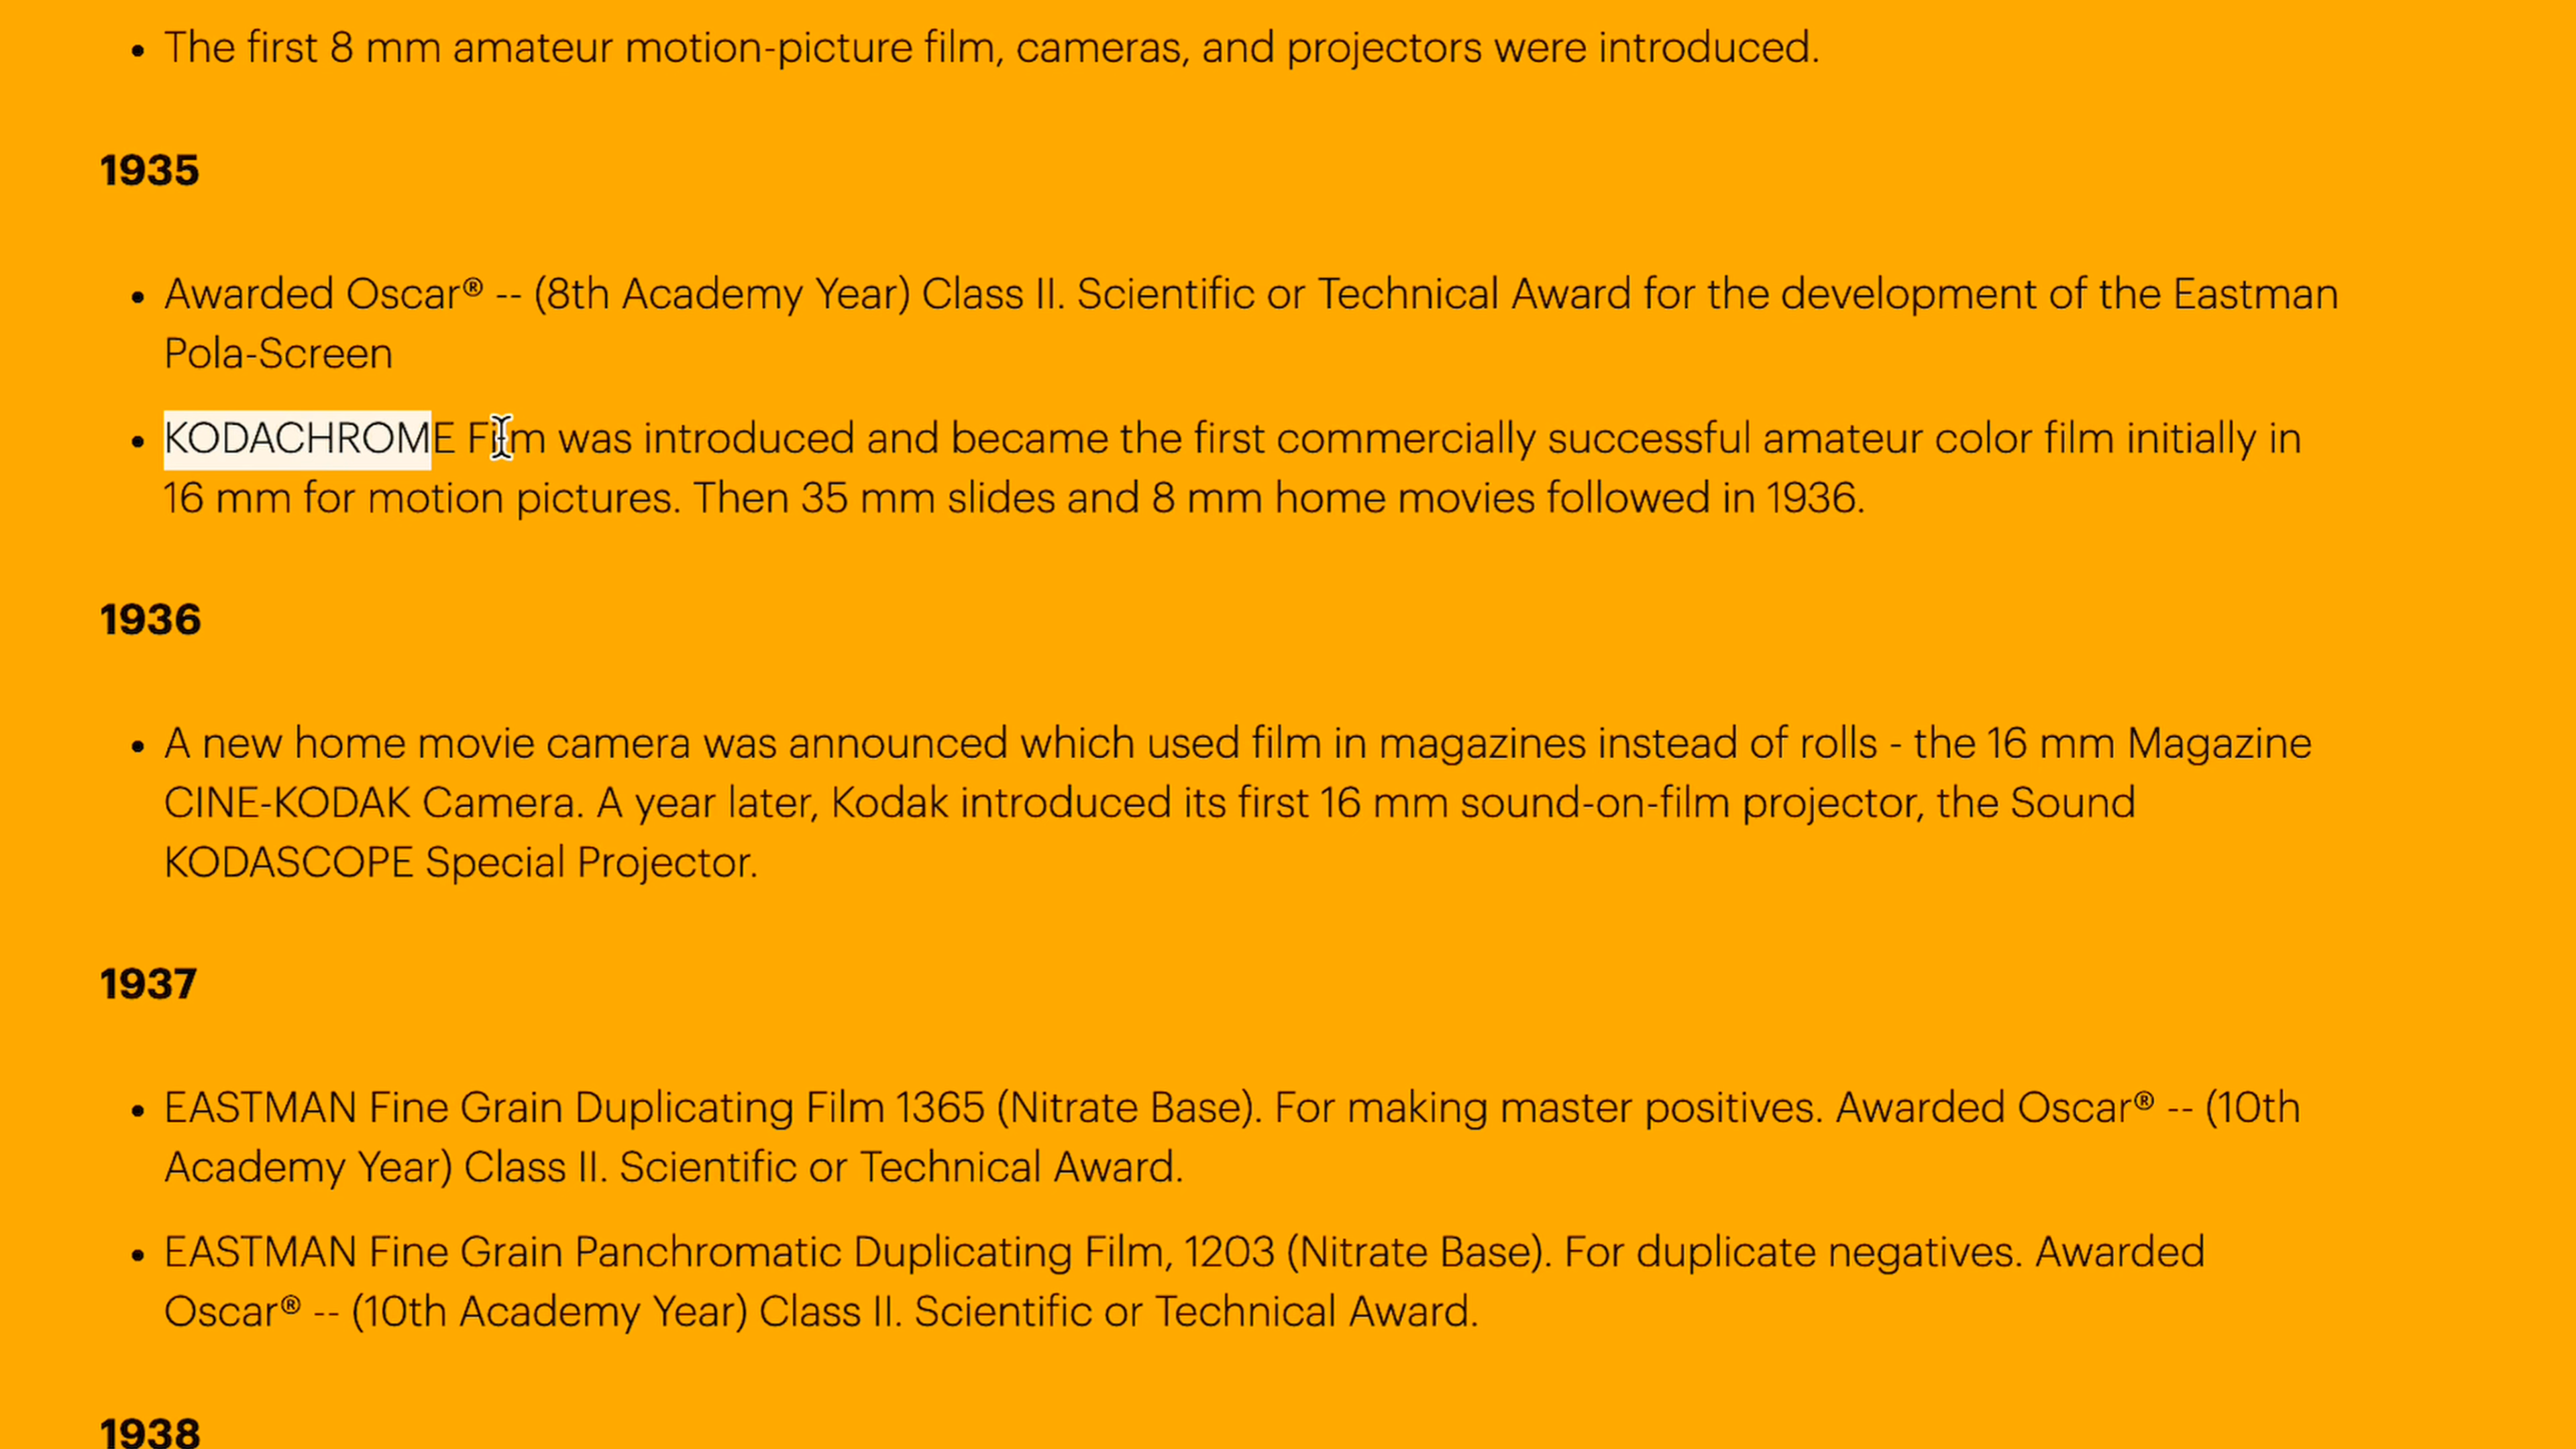 • The first 8 mm amateur motion-picture film, cameras, and projectors were introduced.
1935
• Awarded Oscar® -- (8th Academy Year) Class II. Scientific or Technical Award for the development of the Eastman
Pola-Screen
• KODACHROME Film was introduced and became the first commercially successful amateur color film initially in
16 mm for motion pictures. Then 35 mm slides and 8 mm home movies followed in 1936.
1936
• A new home movie camera was announced which used film in magazines instead of rolls - the 16 mm Magazine
CINE-KODAK Camera. A year later, Kodak introduced its first 16 mm sound-on-film projector, the Sound
KODASCOPE Special Projector.
1937
• EASTMAN Fine Grain Duplicating Film 1365 (Nitrate Base). For making master positives. Awarded Oscar® -- (10th
Academy Year) Class II. Scientific or Technical Award.
• EASTMAN Fine Grain Panchromatic Duplicating Film, 1203 (Nitrate Base). For duplicate negatives. Awarded
Oscar® -- (10th Academy Year) Class II. Scientific or Technical Award.
1938